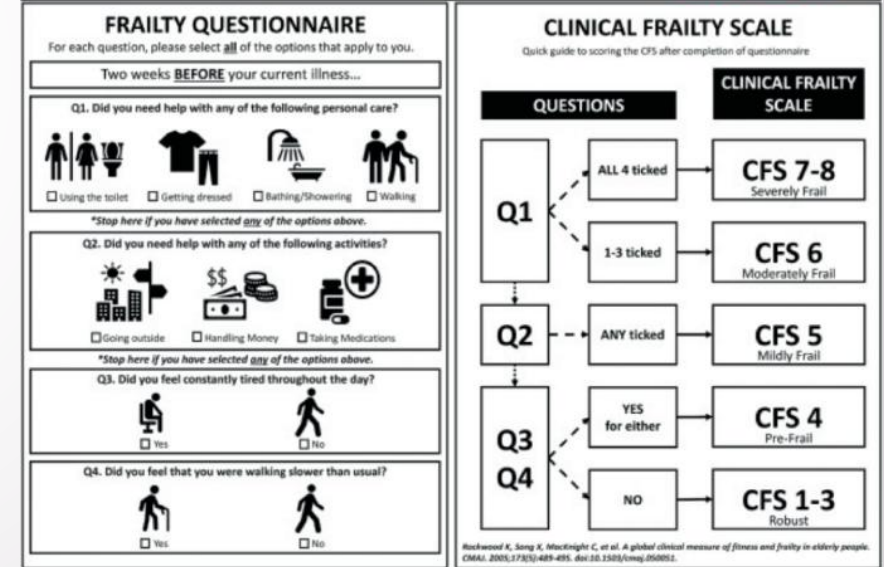 FRAILTY QUESTIONNAIRE
For each question, please select all of the options that apply to you.
Two weeks BEFORE your current illness...
Q1. Did you need help with any of the following personal care?
☐ Using the toilet ☐ Getting dressed ☐ Bathing/Showering ☐ Walking
*Stop here if you have selected any of the options above.
Q2. Did you need help with any of the following activities?
$$
☐ Going outside ☐ Handling Money ☐ Taking Medications
*Stop here if you have selected any of the options above.
Q3. Did you feel constantly tired throughout the day?
☐ Yes ☐ No
Q4. Did you feel that you were walking slower than usual?
☐ Yes ☐ No
CLINICAL FRAILTY SCALE
Quick guide to scoring the CFS after completion of questionnaire
QUESTIONS
CLINICAL FRAILTY
SCALE
Q1
ALL 4 ticked
CFS 7-8
Severely Frail
1-3 ticked
CFS 6
Moderately Frail
Q2
ANY ticked
CFS 5
Mildly Frail
Q3
Q4
YES
for either
CFS 4
Pre-Frail
NO
CFS 1-3
Robust
Rockwood K, Song X, MacKnight C, et al. A global clinical measure of fitness and frailty in elderly people.
CMAJ. 2005;173(5):489-495. doi:10.1503/cmaj.050051.